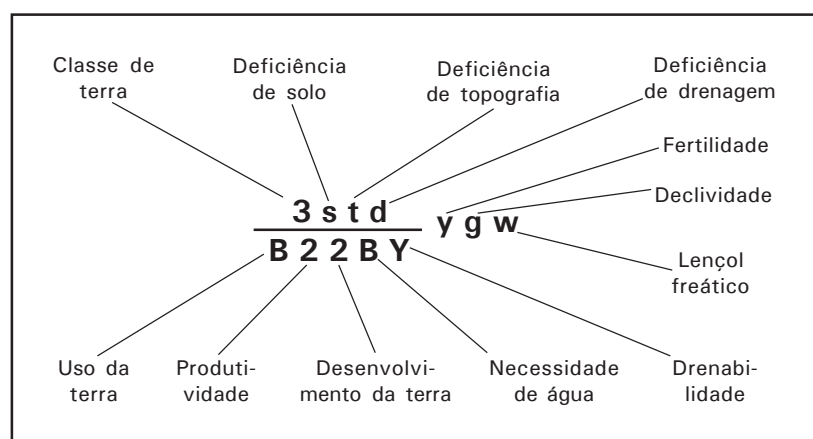 Classe de
terra
Deficiência
de solo
Deficiência
de topografia
Deficiência
de drenagem
Fertilidade
Declividade
Lençol
freático
3 s t d
y g w
B 2 2 B Y
Uso da
terra
Produti-
vidade
Desenvolvi-
mento da terra
Necessidade
de água
Drenabi-
lidade